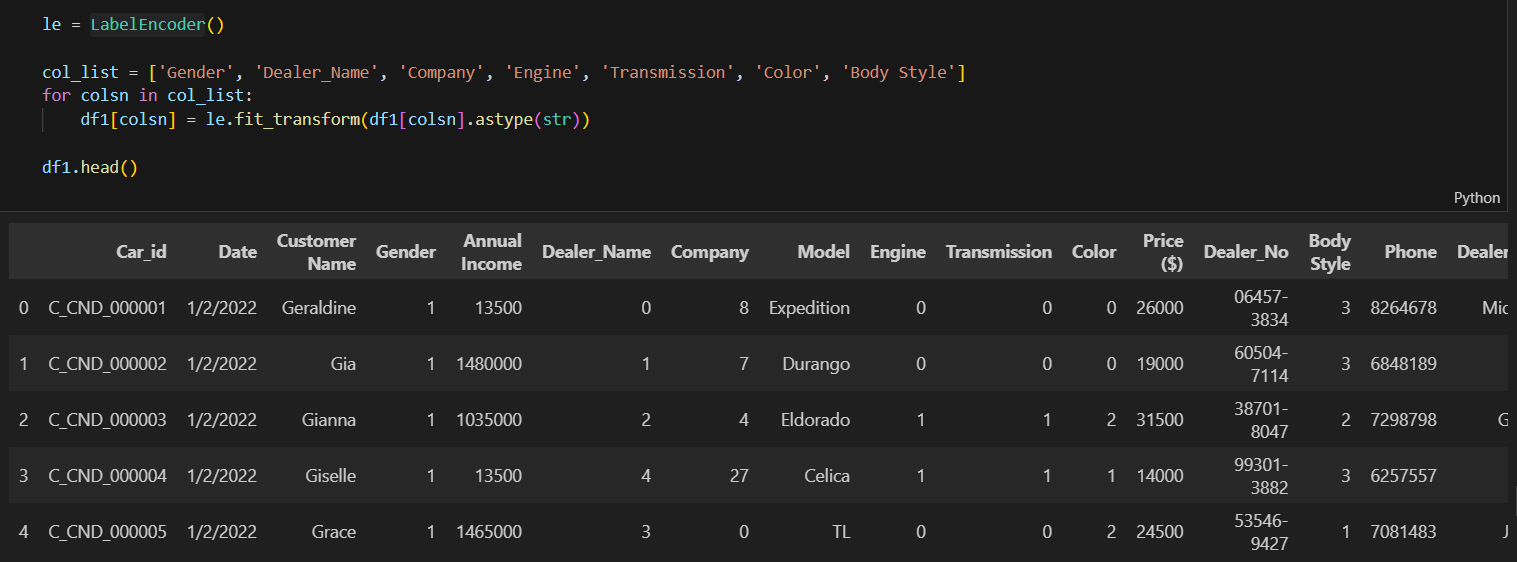 le = LabelEncoder()
col_list = ['Gender', 'Dealer_Name', 'Company', 'Engine', 'Transmission', 'Color', 'Body Style']
for colsn in col_list:
    df1[colsn] = le.fit_transform(df1[colsn].astype(str))
df1.head()
Python
Car_id Date Customer Name Gender Annual Income Dealer_Name Company Model Engine Transmission Color Price ($) Dealer_No Body Style Phone Dealer
0 C_CND_000001 1/2/2022 Geraldine 1 13500 0 8 Expedition 0 0 0 26000 06457-3834 3 8264678 Mic
1 C_CND_000002 1/2/2022 Gia 1 1480000 1 7 Durango 0 0 0 19000 60504-7114 3 6848189
2 C_CND_000003 1/2/2022 Gianna 1 1035000 2 4 Eldorado 1 1 2 31500 38701-8047 2 7298798 G
3 C_CND_000004 1/2/2022 Giselle 1 13500 4 27 Celica 1 1 1 14000 99301-3882 3 6257557
4 C_CND_000005 1/2/2022 Grace 1 1465000 3 0 TL 0 0 2 24500 53546-9427 1 7081483 J